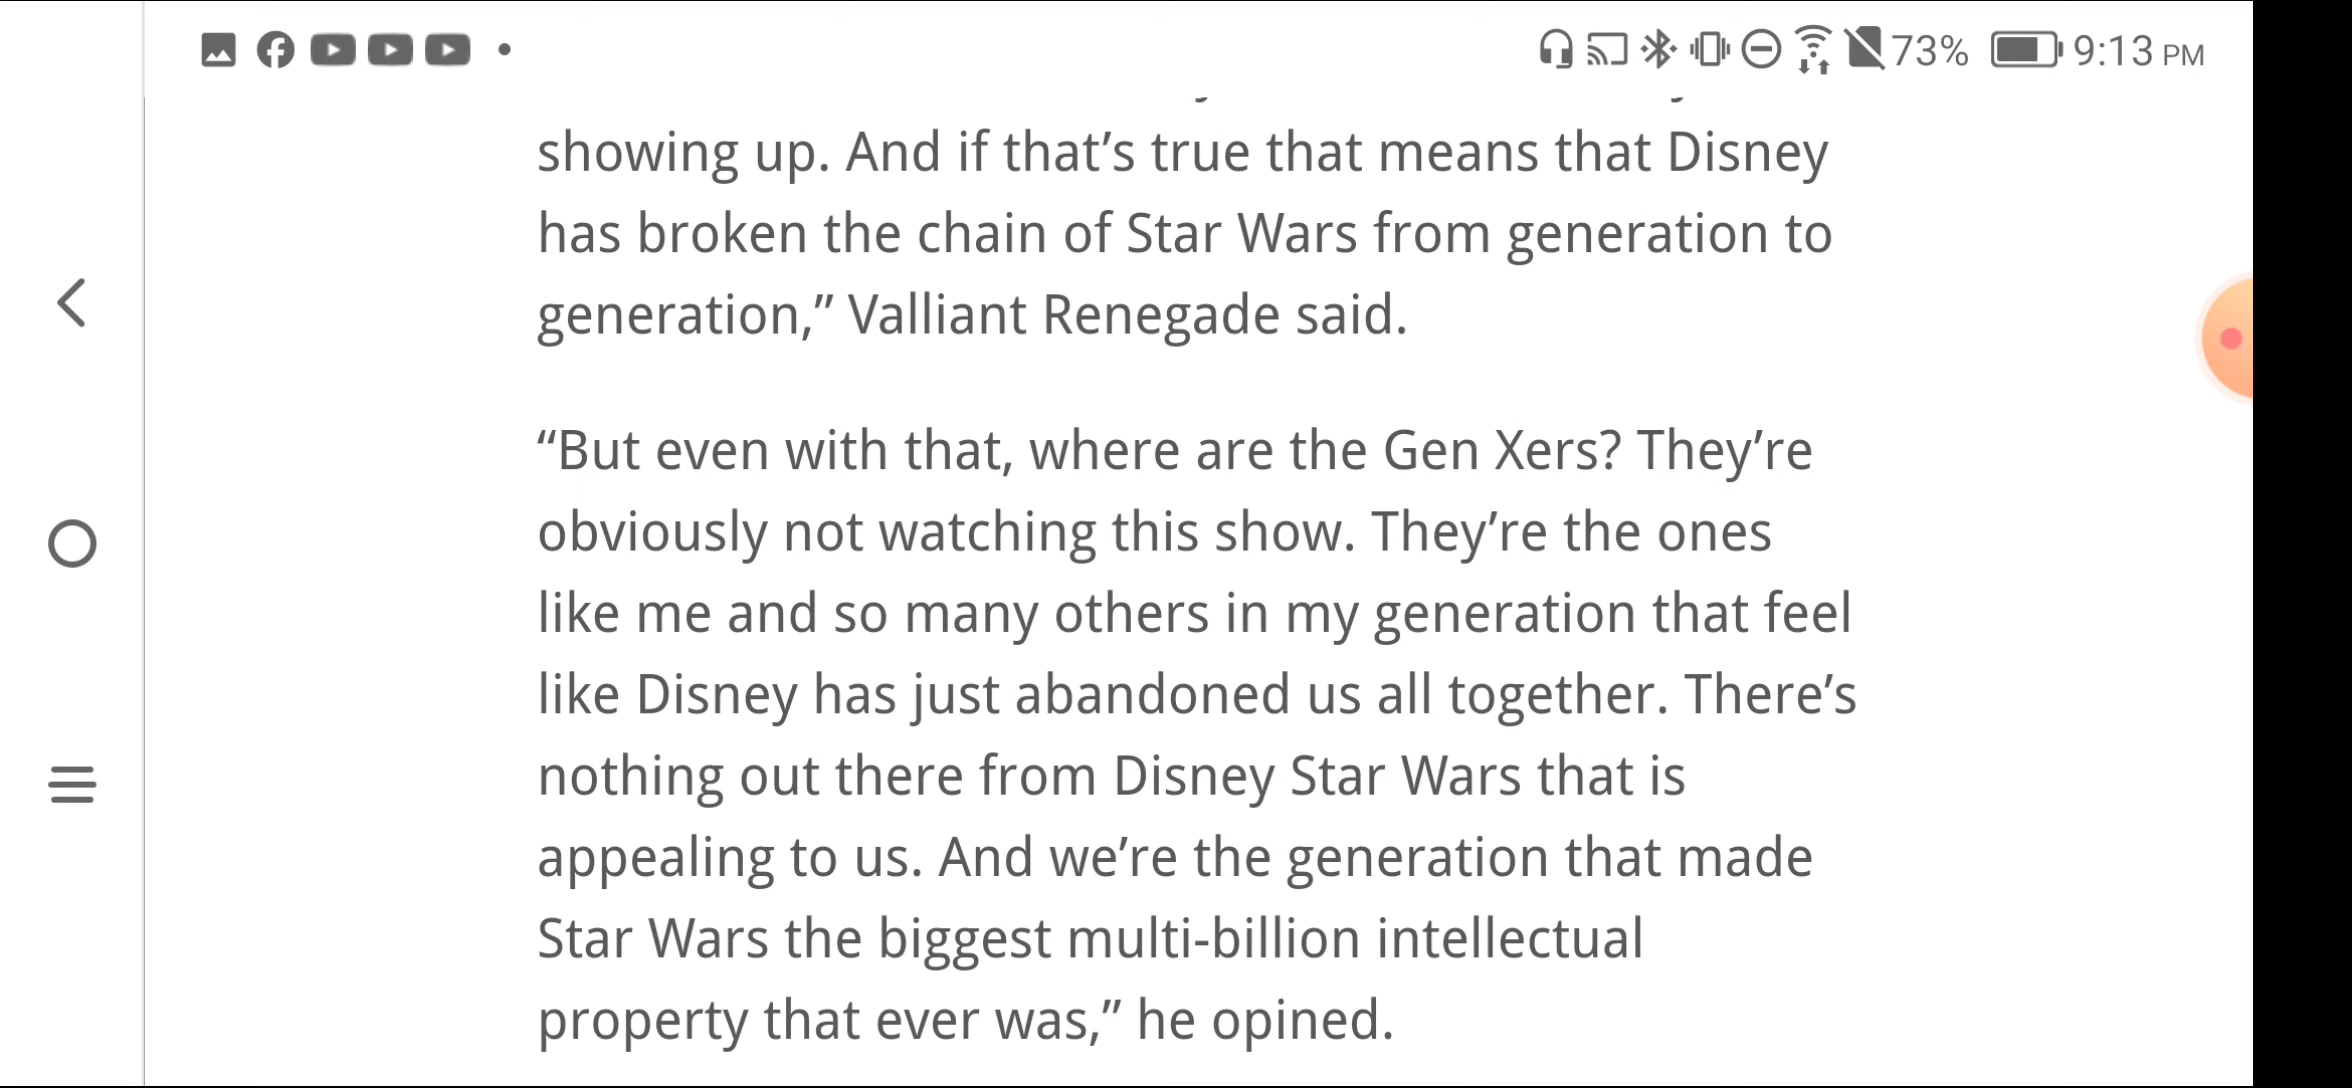 73% 9:13 PM
showing up. And if that’s true that means that Disney
has broken the chain of Star Wars from generation to
generation,” Valliant Renegade said.
“But even with that, where are the Gen Xers? They’re
obviously not watching this show. They’re the ones
like me and so many others in my generation that feel
like Disney has just abandoned us all together. There’s
nothing out there from Disney Star Wars that is
appealing to us. And we’re the generation that made
Star Wars the biggest multi-billion intellectual
property that ever was,” he opined.